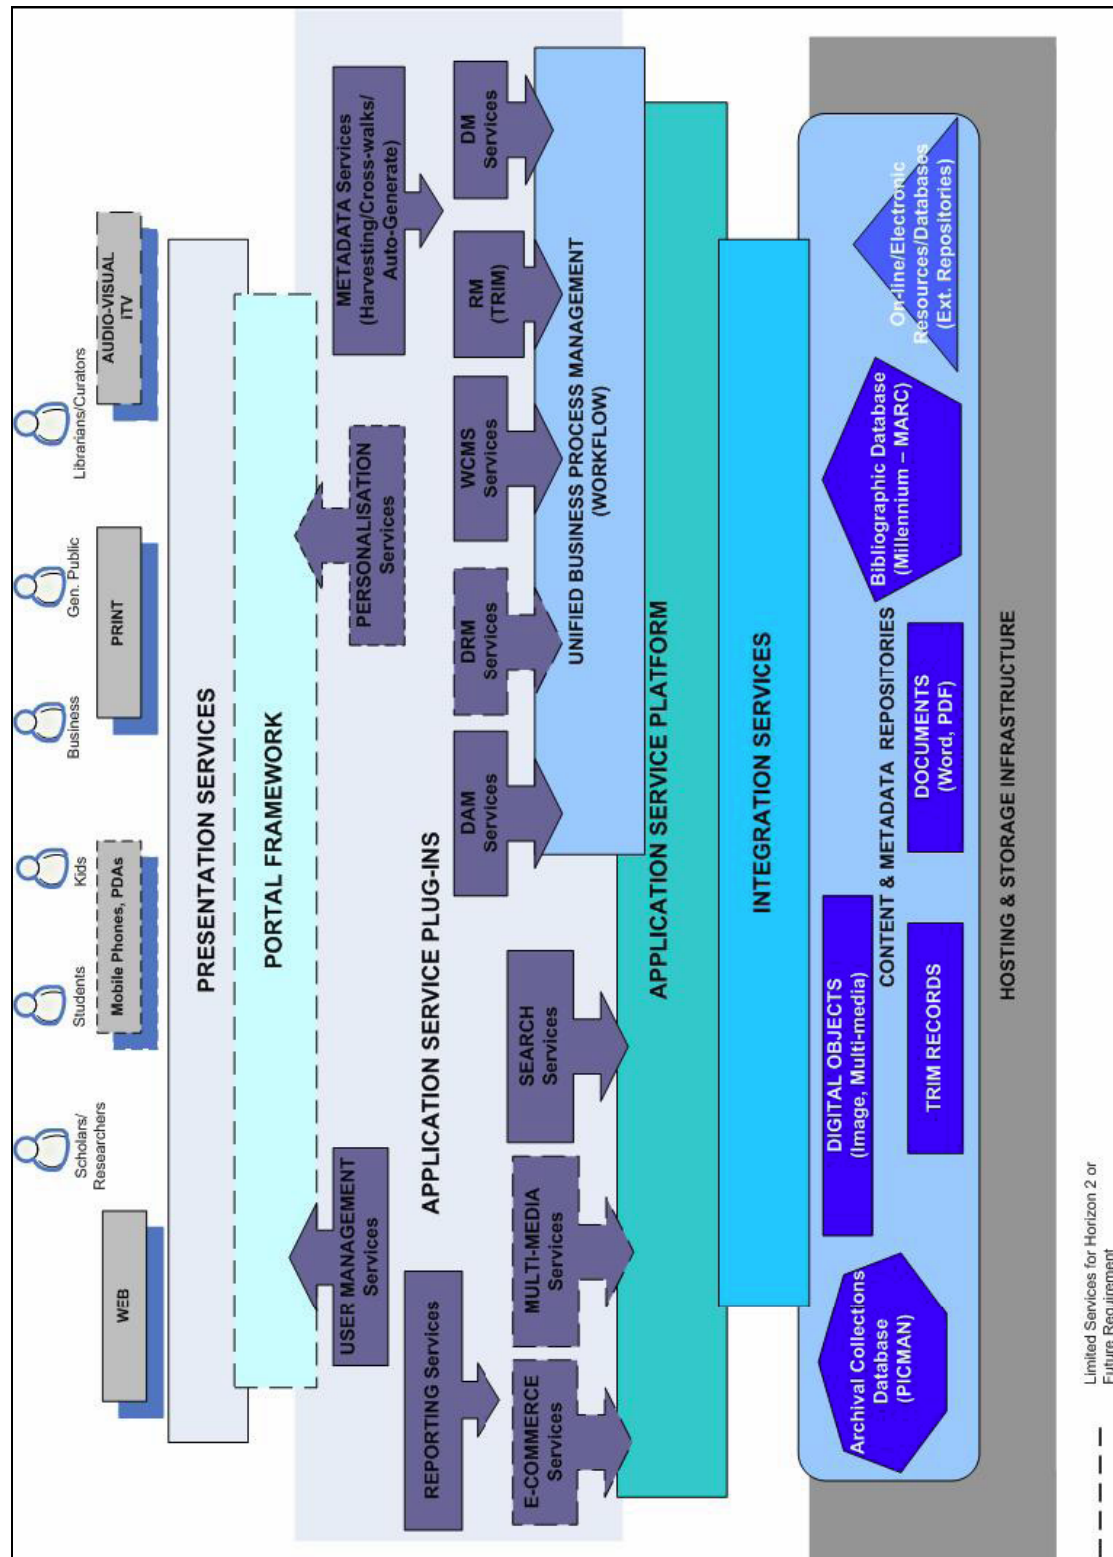 Scholars/
Researchers
Students
Kids
Business
Gen. Public
Librarians/Curators
WEB
Mobile Phones, PDAs
PRINT
AUDIO-VISUAL
iTV
PRESENTATION SERVICES
PORTAL FRAMEWORK
USER MANAGEMENT
Services
PERSONALISATION
Services
METADATA Services
(Harvesting/Cross-walks/
Auto-Generate)
APPLICATION SERVICE PLUG-INS
REPORTING Services
E-COMMERCE
Services
MULTI-MEDIA
Services
SEARCH
Services
DAM
Services
DRM
Services
WCMS
Services
RM
(TRIM)
DM
Services
UNIFIED BUSINESS PROCESS MANAGEMENT
(WORKFLOW)
APPLICATION SERVICE PLATFORM
INTEGRATION SERVICES
Archival Collections
Database
(PICMAN)
DIGITAL OBJECTS
(Image, Multi-media)
CONTENT & METADATA REPOSITORIES
TRIM RECORDS
DOCUMENTS
(Word, PDF)
Bibliographic Database
(Millennium – MARC)
On-line/Electronic
Resources/Databases
(Ext. Repositories)
HOSTING & STORAGE INFRASTRUCTURE
Limited Services for Horizon 2 or
Future Requirement